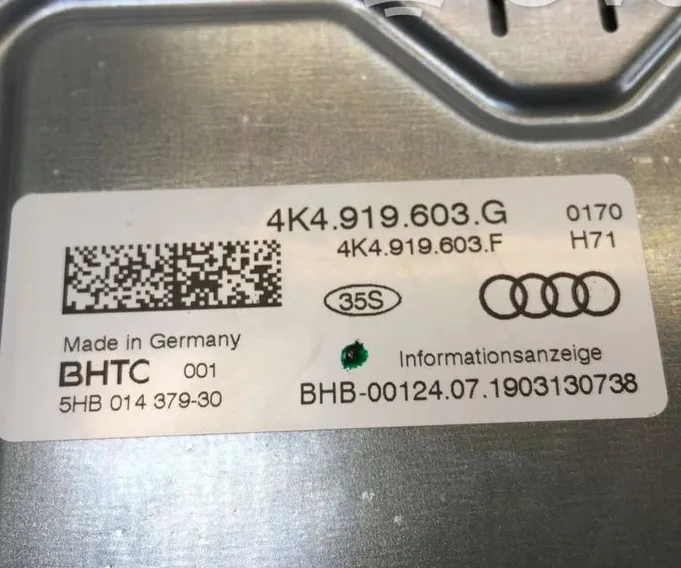 4K4.919.603.G 0170
4K4.919.603.F H71
35S
Made in Germany
BHTC 001
Informationsanzeige
5HB 014 379-30
BHB-00124.07.1903130738